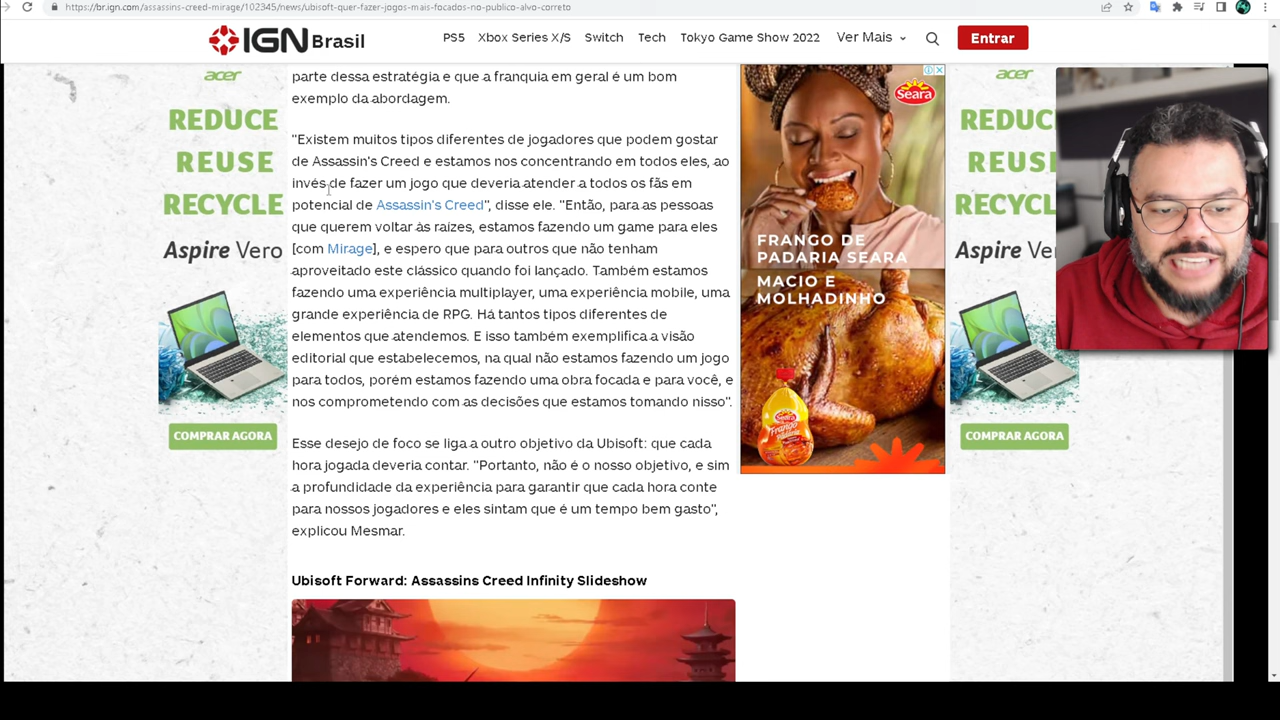 https://br.ign.com/assassins-creed-mirage/102345/news/ubisoft-quer-fazer-jogos-mais-focados-no-publico-alvo-correto
IGN Brasil
PS5 Xbox Series X/S Switch Tech Tokyo Game Show 2022 Ver Mais Entrar
parte dessa estratégia e que a franquia em geral é um bom
exemplo da abordagem.
"Existem muitos tipos diferentes de jogadores que podem gostar
de Assassin's Creed e estamos nos concentrando em todos eles, ao
invés de fazer um jogo que deveria atender a todos os fãs em
potencial de Assassin's Creed", disse ele. "Então, para as pessoas
que querem voltar às raízes, estamos fazendo um game para eles
[com Mirage], e espero que para outros que não tenham
aproveitado este clássico quando foi lançado. Também estamos
fazendo uma experiência multiplayer, uma experiência mobile, uma
grande experiência de RPG. Há tantos tipos diferentes de
elementos que atendemos. E isso também exemplifica a visão
editorial que estabelecemos, na qual não estamos fazendo um jogo
para todos, porém estamos fazendo uma obra focada e para você, e
nos comprometendo com as decisões que estamos tomando nisso".
Esse desejo de foco se liga a outro objetivo da Ubisoft: que cada
hora jogada deveria contar. "Portanto, não é o nosso objetivo, e sim
a profundidade da experiência para garantir que cada hora conte
para nossos jogadores e eles sintam que é um tempo bem gasto",
explicou Mesmar.
Ubisoft Forward: Assassins Creed Infinity Slideshow
acer
REDUCE
REUSE
RECYCLE
Aspire Vero
COMPRAR AGORA
Seara
FRANGO DE
PADARIA SEARA
MACIO E
MOLHADINHO
Seara
Frango
acer
REDUC
REUSE
RECYC
Aspire Ve
COMPRAR AGORA